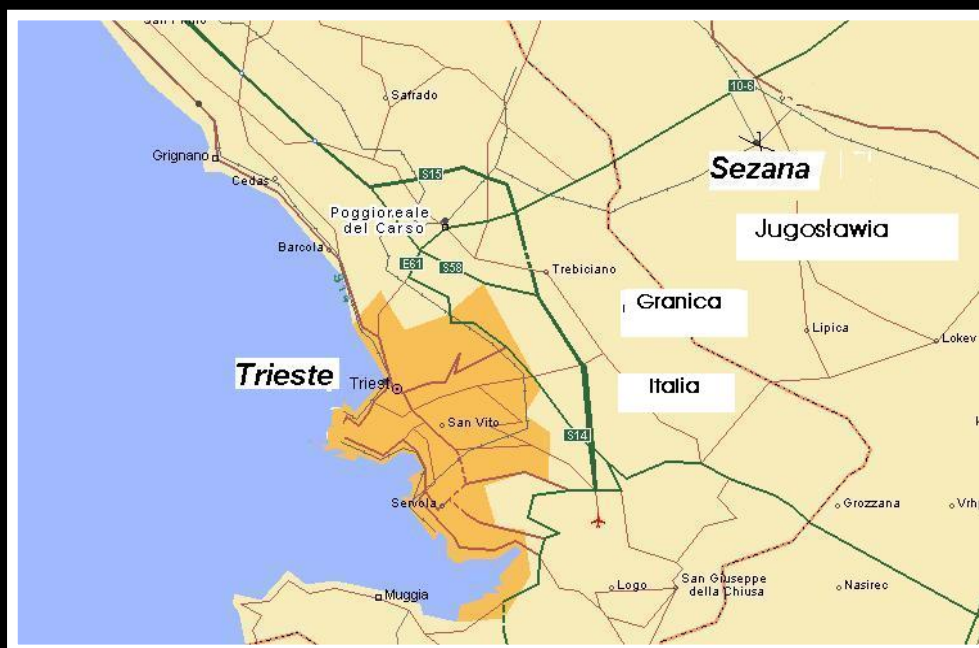 Safrado
10-6
Grignano
Cedas
S15
Sezana
Poggioreale
del Carso
Jugosławia
Barcola
E61
S58
Trebiciano
Granica
Lipica
Lokev
Trieste
Triest
Italia
San Vito
S14
Servola
Grozzana
Logo
San Giuseppe
della Chiusa
Nasirec
Muggia